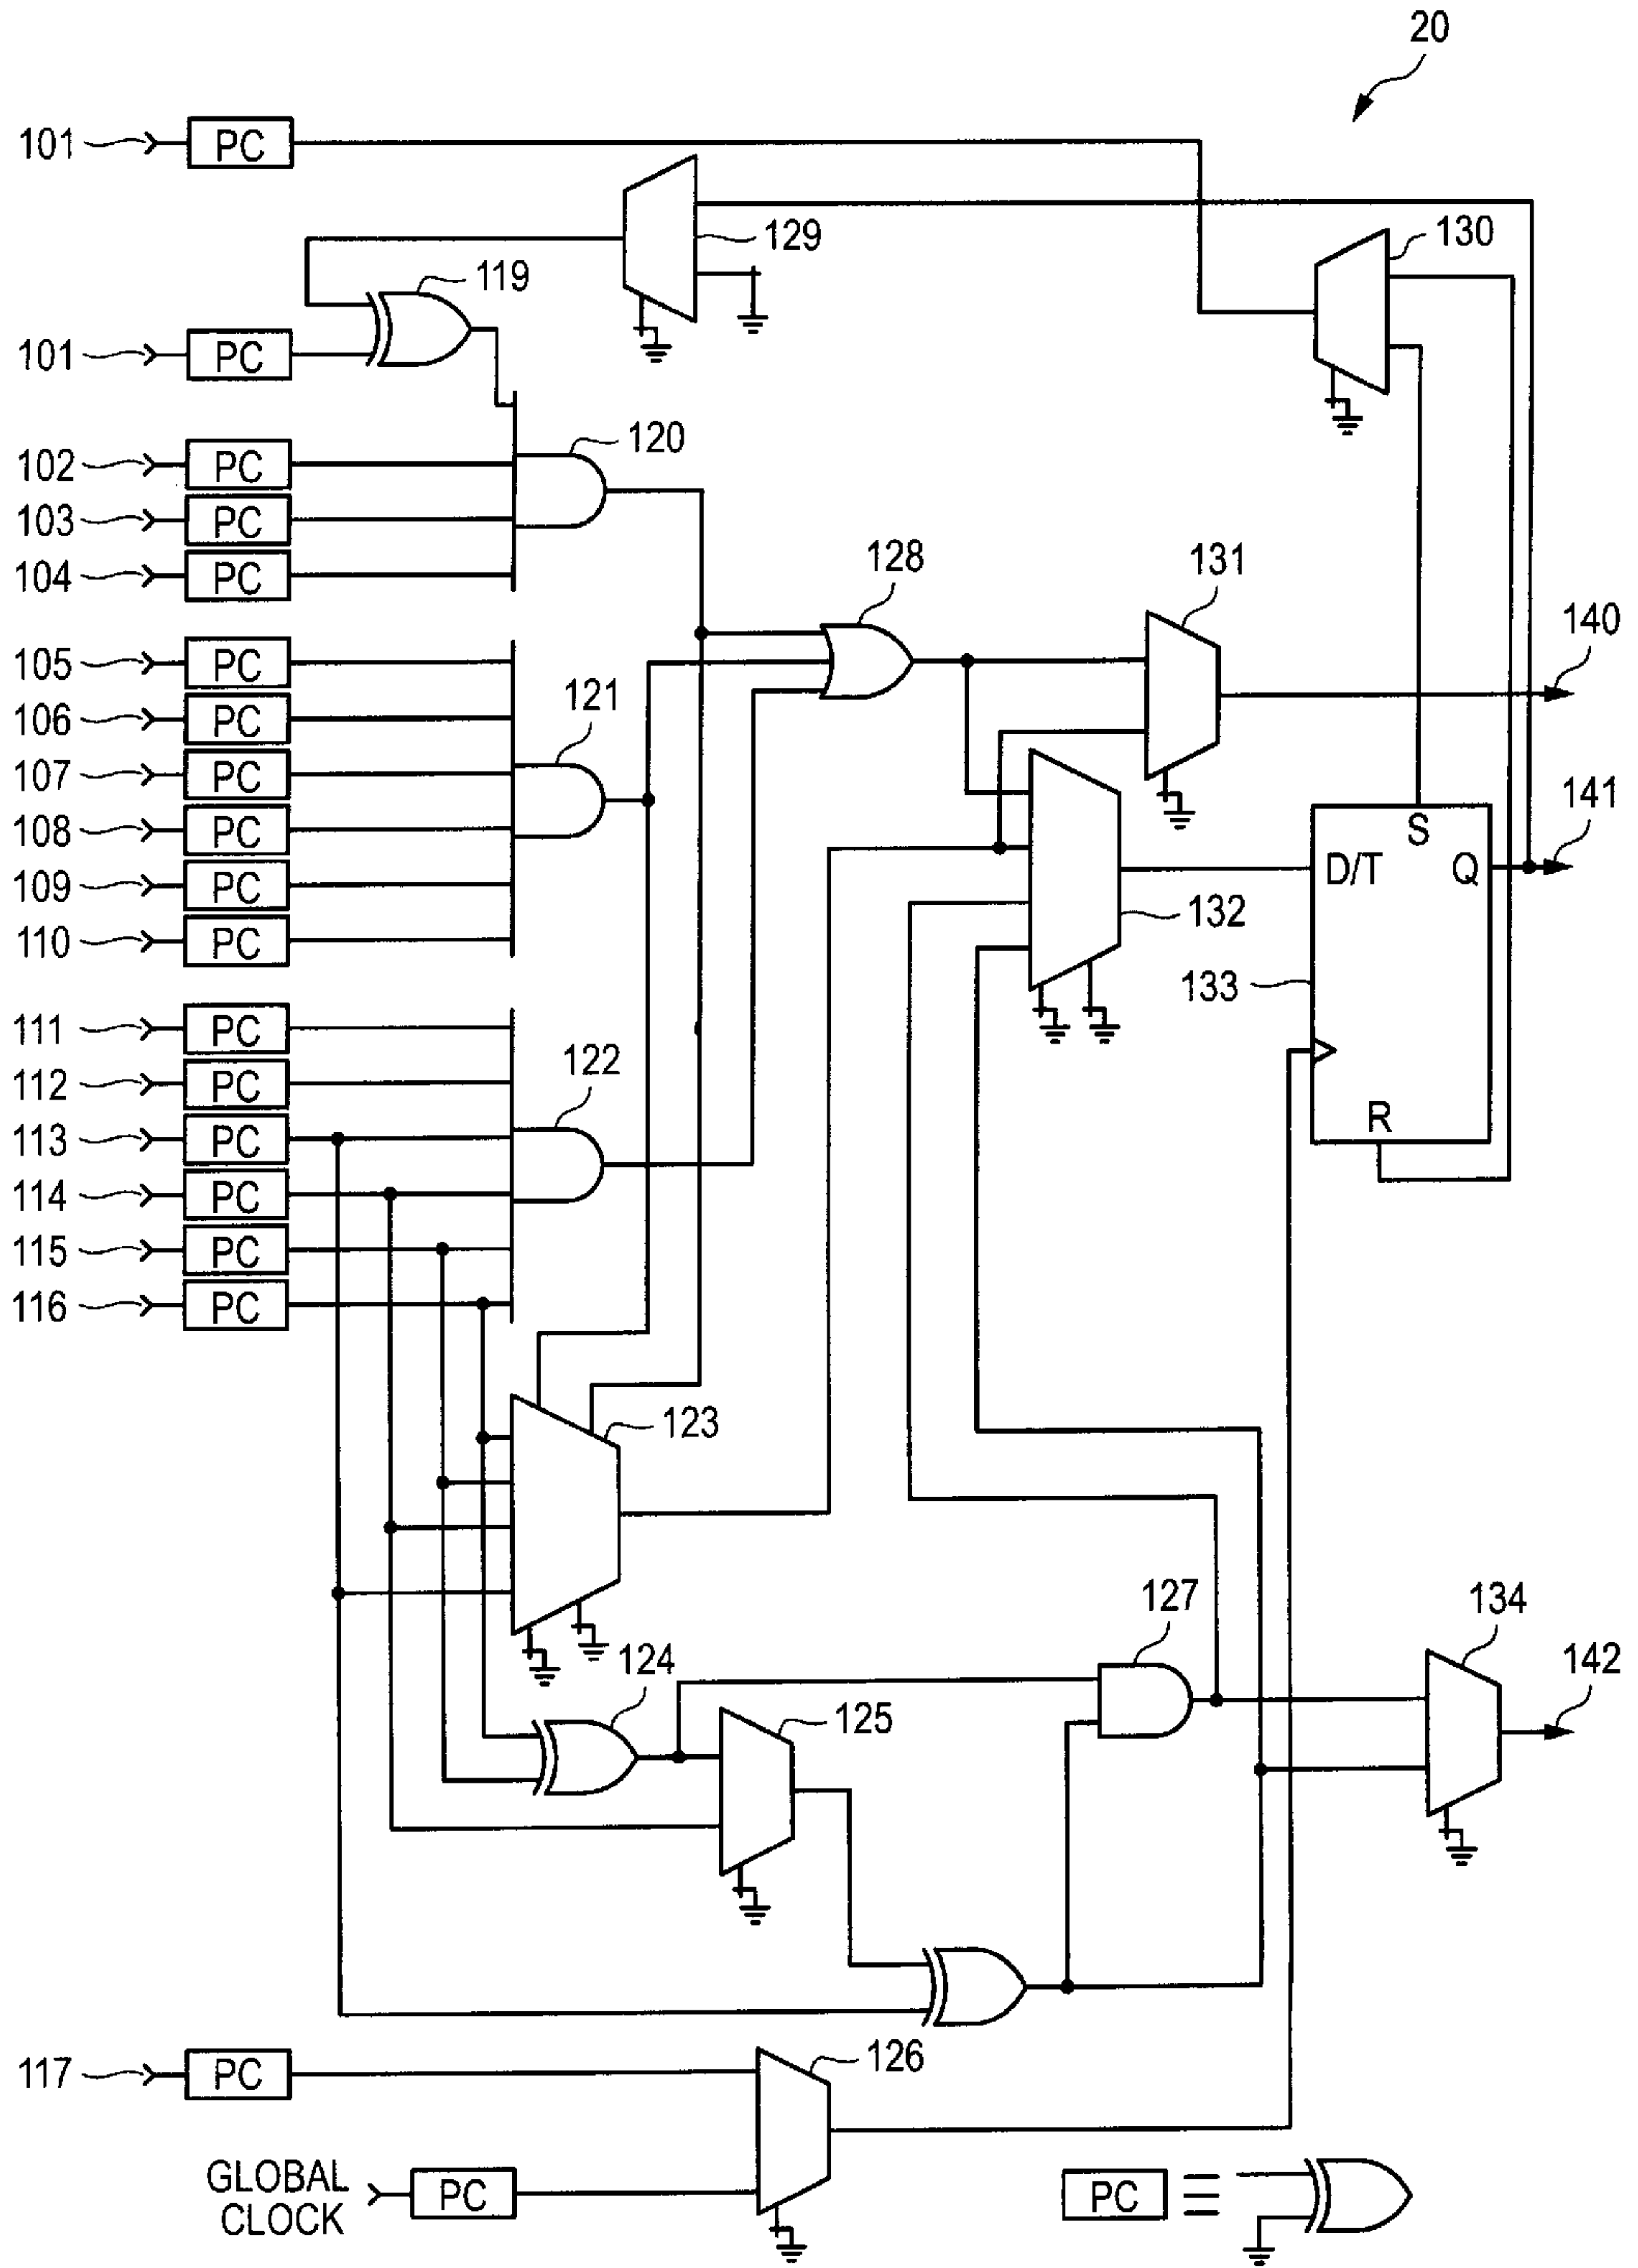 20
101 PC
129
130
119
101 PC
120
102 PC
103 PC
104 PC
128
131
140
105 PC
106 PC
121
107 PC
108 PC
109 PC
110 PC
S
D/T Q
141
132
133
R
111 PC
112 PC
122
113 PC
114 PC
115 PC
116 PC
123
124
125
127
134
142
117 PC
126
GLOBAL
CLOCK PC
PC